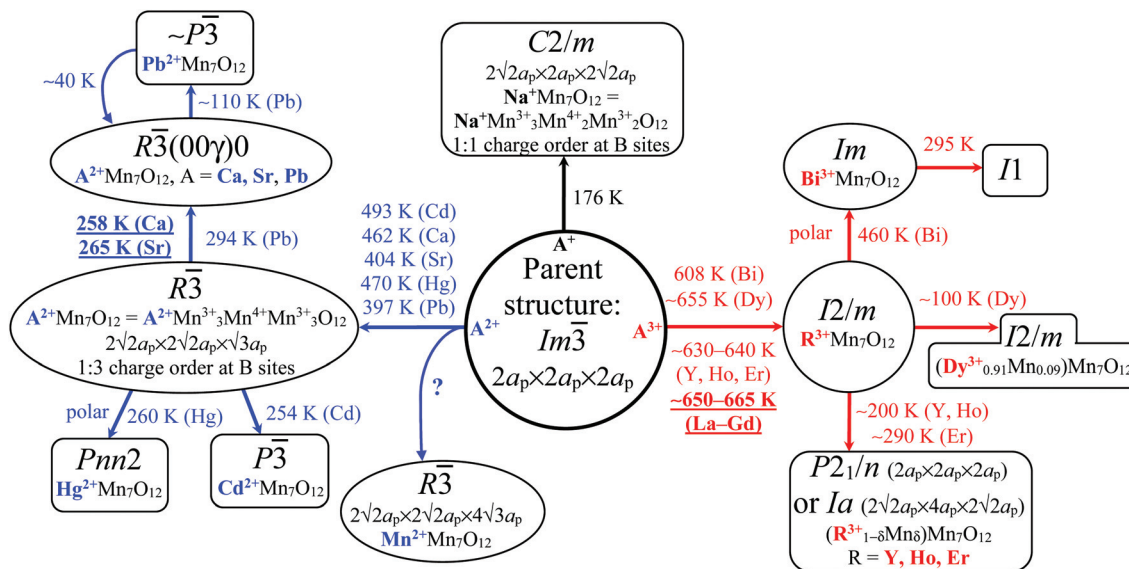 ~P3̅
Pb²⁺Mn₇O₁₂
~40 K
~110 K (Pb)
R3̅(00γ)0
A²⁺Mn₇O₁₂, A = Ca, Sr, Pb
258 K (Ca)
265 K (Sr)
294 K (Pb)
R3̅
A²⁺Mn₇O₁₂ = A²⁺Mn³⁺₃Mn⁴⁺Mn³⁺₃O₁₂
2√2aₚ×2√2aₚ×√3aₚ
1:3 charge order at B sites
polar
260 K (Hg)
254 K (Cd)
Pnn2
Hg²⁺Mn₇O₁₂
P3̅
Cd²⁺Mn₇O₁₂
C2/m
2√2aₚ×2aₚ×2√2aₚ
Na⁺Mn₇O₁₂ =
Na⁺Mn³⁺₃Mn⁴⁺₂Mn³⁺₂O₁₂
1:1 charge order at B sites
176 K
493 K (Cd)
462 K (Ca)
404 K (Sr)
470 K (Hg)
397 K (Pb)
A⁺
Parent
structure:
A²⁺
Im3̅
A³⁺
2aₚ×2aₚ×2aₚ
?
R3̅
2√2aₚ×2√2aₚ×4√3aₚ
Mn²⁺Mn₇O₁₂
608 K (Bi)
~655 K (Dy)
~630–640 K
(Y, Ho, Er)
~650–665 K
(La–Gd)
Im
Bi³⁺Mn₇O₁₂
295 K
I1
polar
460 K (Bi)
I2/m
R³⁺Mn₇O₁₂
~100 K (Dy)
I2/m
(Dy³⁺₀.₉₁Mn₀.₀₉)Mn₇O₁₂
~200 K (Y, Ho)
~290 K (Er)
P2₁/n (2aₚ×2aₚ×2aₚ)
or Ia (2√2aₚ×4aₚ×2√2aₚ)
(R³⁺₁₋δMnδ)Mn₇O₁₂
R = Y, Ho, Er